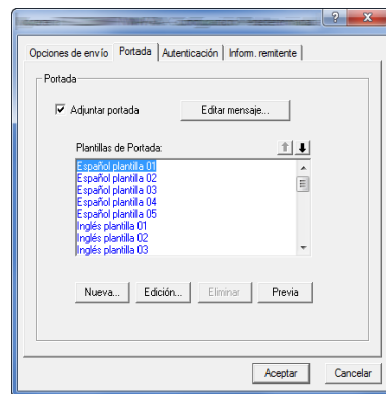 Opciones de envío Portada Autenticación Inform. remitente
Portada
Adjuntar portada Editar mensaje...
Plantillas de Portada:
Español plantilla 01
Español plantilla 02
Español plantilla 03
Español plantilla 04
Español plantilla 05
Inglés plantilla 01
Inglés plantilla 02
Inglés plantilla 03
Nueva... Edición... Eliminar Previa
Aceptar Cancelar